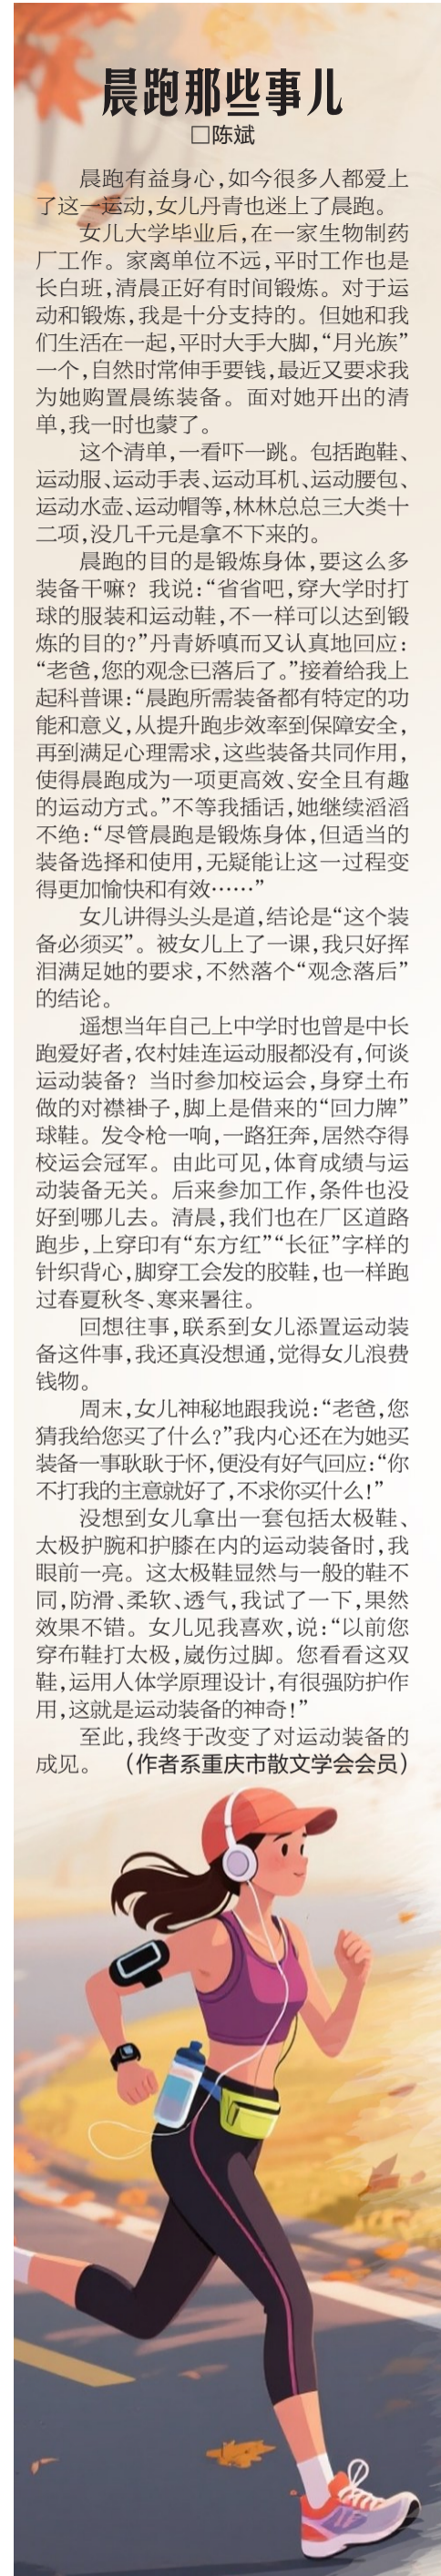 晨跑那些事儿
□陈斌
晨跑有益身心,如今很多人都爱上
了这一运动,女儿丹青也迷上了晨跑。
女儿大学毕业后,在一家生物制药
厂工作。家离单位不远,平时工作也是
长白班,清晨正好有时间锻炼。对于运
动和锻炼,我是十分支持的。但她和我
们生活在一起,平时大手大脚,“月光族”
一个,自然时常伸手要钱,最近又要求我
为她购置晨练装备。面对她开出的清
单,我一时也蒙了。
这个清单,一看吓一跳。包括跑鞋、
运动服、运动手表、运动耳机、运动腰包、
运动水壶、运动帽等,林林总总三大类十
二项,没几千元是拿不下来的。
晨跑的目的是锻炼身体,要这么多
装备干嘛?我说:“省省吧,穿大学时打
球的服装和运动鞋,不一样可以达到锻
炼的目的?”丹青娇嗔而又认真地回应:
“老爸,您的观念已落后了。”接着给我上
起科普课:“晨跑所需装备都有特定的功
能和意义,从提升跑步效率到保障安全,
再到满足心理需求,这些装备共同作用,
使得晨跑成为一项更高效、安全且有趣
的运动方式。”不等我插话,她继续滔滔
不绝:“尽管晨跑是锻炼身体,但适当的
装备选择和使用,无疑能让这一过程变
得更加愉快和有效……”
女儿讲得头头是道,结论是“这个装
备必须买”。被女儿上了一课,我只好挥
泪满足她的要求,不然落个“观念落后”
的结论。
遥想当年自己上中学时也曾是中长
跑爱好者,农村娃连运动服都没有,何谈
运动装备?当时参加校运会,身穿土布
做的对襟褂子,脚上是借来的“回力牌”
球鞋。发令枪一响,一路狂奔,居然夺得
校运会冠军。由此可见,体育成绩与运
动装备无关。后来参加工作,条件也没
好到哪儿去。清晨,我们也在厂区道路
跑步,上穿印有“东方红”“长征”字样的
针织背心,脚穿工会发的胶鞋,也一样跑
过春夏秋冬、寒来暑往。
回想往事,联系到女儿添置运动装
备这件事,我还真没想通,觉得女儿浪费
钱物。
周末,女儿神秘地跟我说:“老爸,您
猜我给您买了什么?”我内心还在为她买
装备一事耿耿于怀,便没有好气回应:“你
不打我的主意就好了,不求你买什么!”
没想到女儿拿出一套包括太极鞋、
太极护腕和护膝在内的运动装备时,我
眼前一亮。这太极鞋显然与一般的鞋不
同,防滑、柔软、透气,我试了一下,果然
效果不错。女儿见我喜欢,说:“以前您
穿布鞋打太极,崴伤过脚。您看看这双
鞋,运用人体学原理设计,有很强防护作
用,这就是运动装备的神奇!”
至此,我终于改变了对运动装备的
成见。 (作者系重庆市散文学会会员)